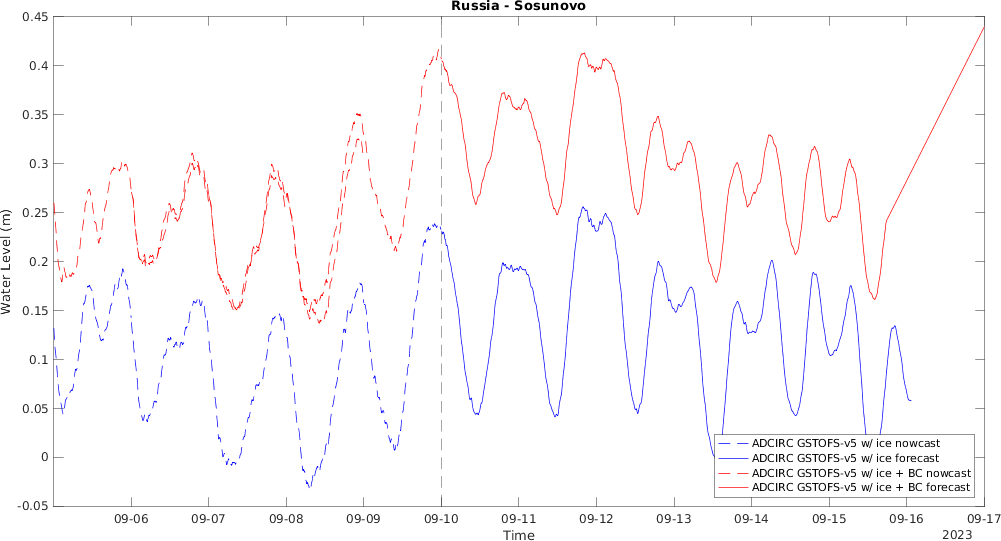 Russia - Sosunovo
0.45
0.4
0.35
0.3
0.25
0.2
0.15
0.1
0.05
0
-0.05
Water Level (m)
09-06 09-07 09-08 09-09 09-10 09-11 09-12 09-13 09-14 09-15 09-16 09-17
Time
2023
ADCIRC GSTOFS-v5 w/ ice nowcast
ADCIRC GSTOFS-v5 w/ ice forecast
ADCIRC GSTOFS-v5 w/ ice + BC nowcast
ADCIRC GSTOFS-v5 w/ ice + BC forecast